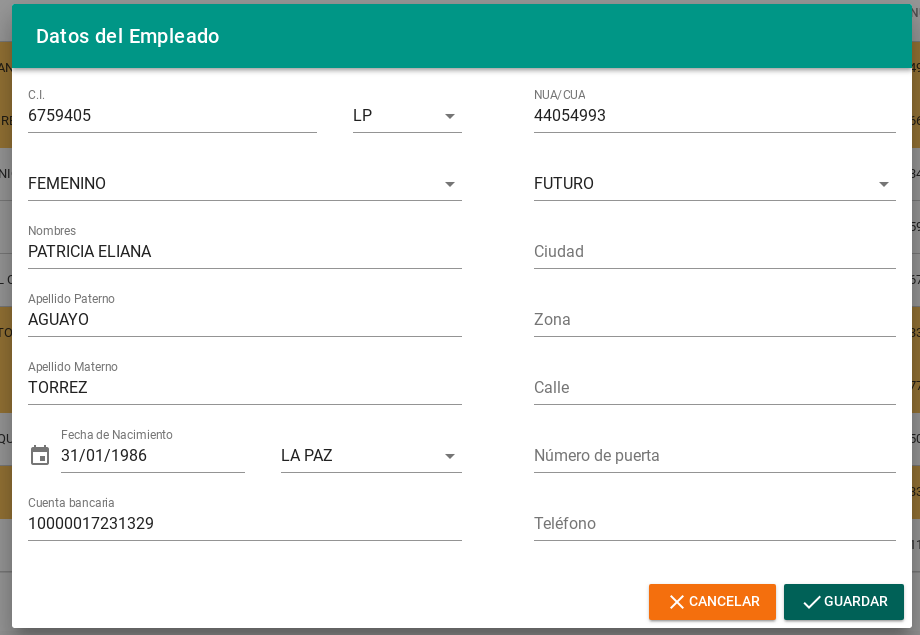 Datos del Empleado
C.I.
6759405
LP
NUA/CUA
44054993
FEMENINO
FUTURO
Nombres
PATRICIA ELIANA
Ciudad
Apellido Paterno
AGUAYO
Zona
Apellido Materno
TORREZ
Calle
Fecha de Nacimiento
31/01/1986
LA PAZ
Número de puerta
Cuenta bancaria
10000017231329
Teléfono
CANCELAR
GUARDAR